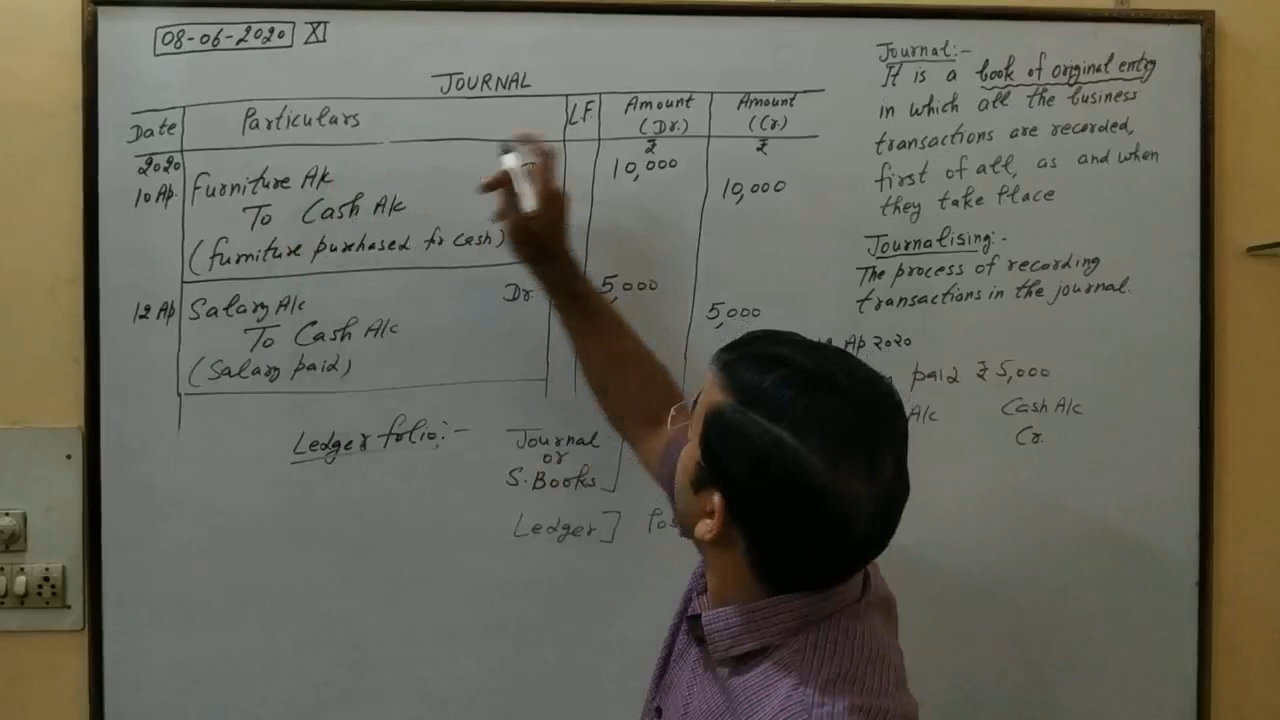 08-06-2020 XI
JOURNAL
Date Particulars L.F. Amount (Dr.) Amount (Cr.)
2020 ₹ ₹
10 Ap. Furniture A/c 10,000
To Cash A/c 10,000
(furniture purchased for cash)
12 Ap Salary A/c Dr. 5,000
To Cash A/c 5,000
(Salary paid)
Ledger folio:- Journal
or
S. Books
Ledger
Journal:-
It is a book of original entry
in which all the business
transactions are recorded,
first of all, as and when
they take place
Journalising:-
The process of recording
transactions in the journal.
Ap 2020
paid ₹ 5,000
A/c Cash A/c
Cr.